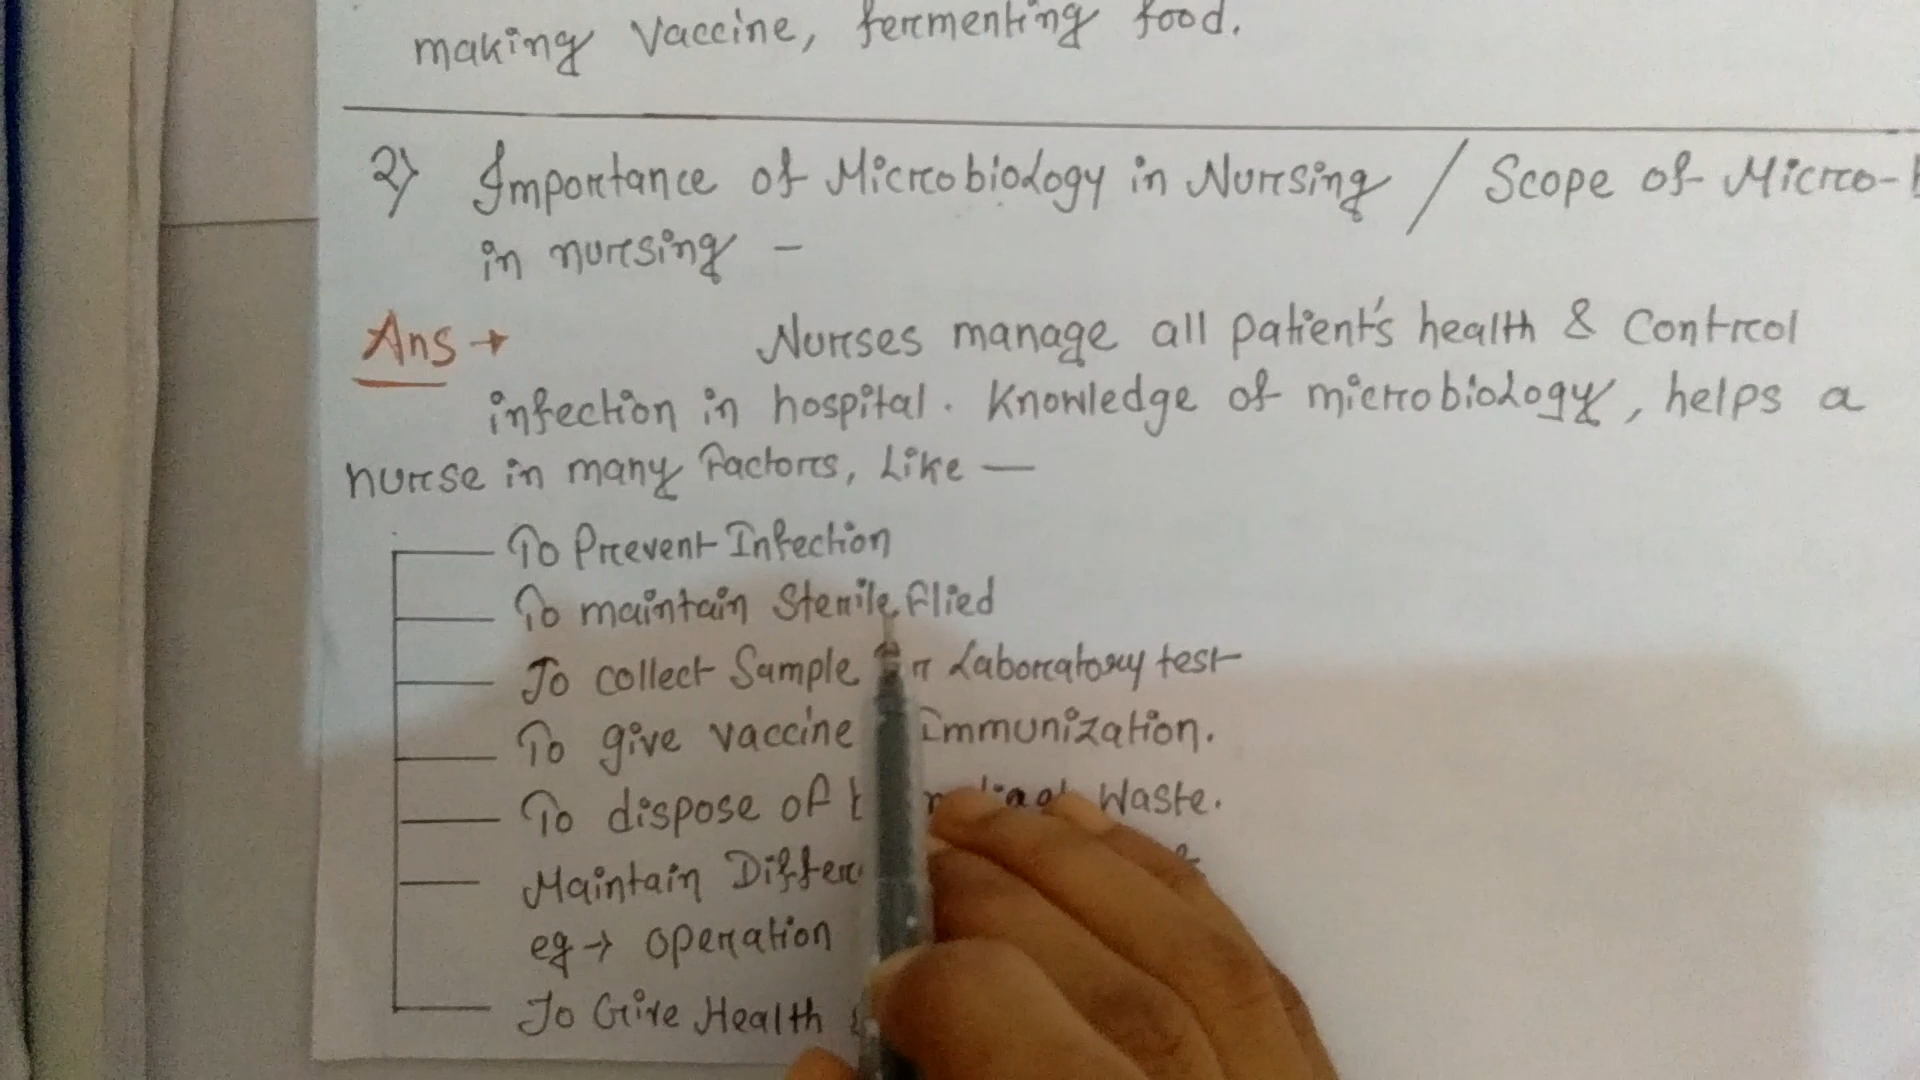 making Vaccine, fermenting food.
2) Importance of Microbiology in Nursing / Scope of Micro-
in nursing -
Ans → Nurses manage all patient's health & Control
infection in hospital. Knowledge of microbiology, helps a
nurse in many Factors, Like —
To Prevent Infection
To maintain Sterile flied
To collect Sample Laboratory test
To give vaccine Immunization.
To dispose of Waste.
Maintain
eg → operation
To Give Health